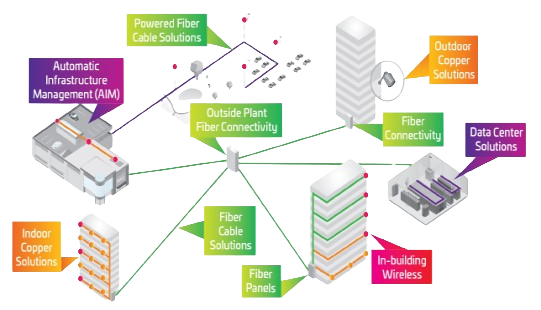 Powered Fiber
Cable Solutions
Automatic
Infrastructure
Management (AIM)
Outdoor
Copper
Solutions
Outside Plant
Fiber Connectivity
Fiber
Connectivity
Data Center
Solutions
Indoor
Copper
Solutions
Fiber
Cable
Solutions
Fiber
Panels
In-building
Wireless